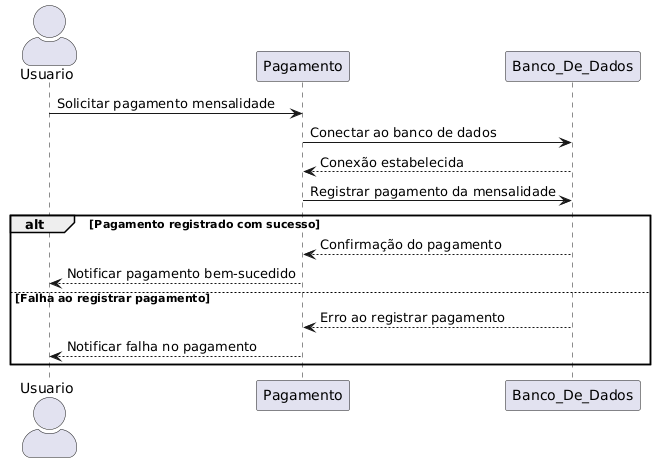 Usuario
Pagamento
Banco_De_Dados
Solicitar pagamento mensalidade
Conectar ao banco de dados
Conexão estabelecida
Registrar pagamento da mensalidade
alt [Pagamento registrado com sucesso]
Confirmação do pagamento
Notificar pagamento bem-sucedido
[Falha ao registrar pagamento]
Erro ao registrar pagamento
Notificar falha no pagamento
Usuario
Pagamento
Banco_De_Dados